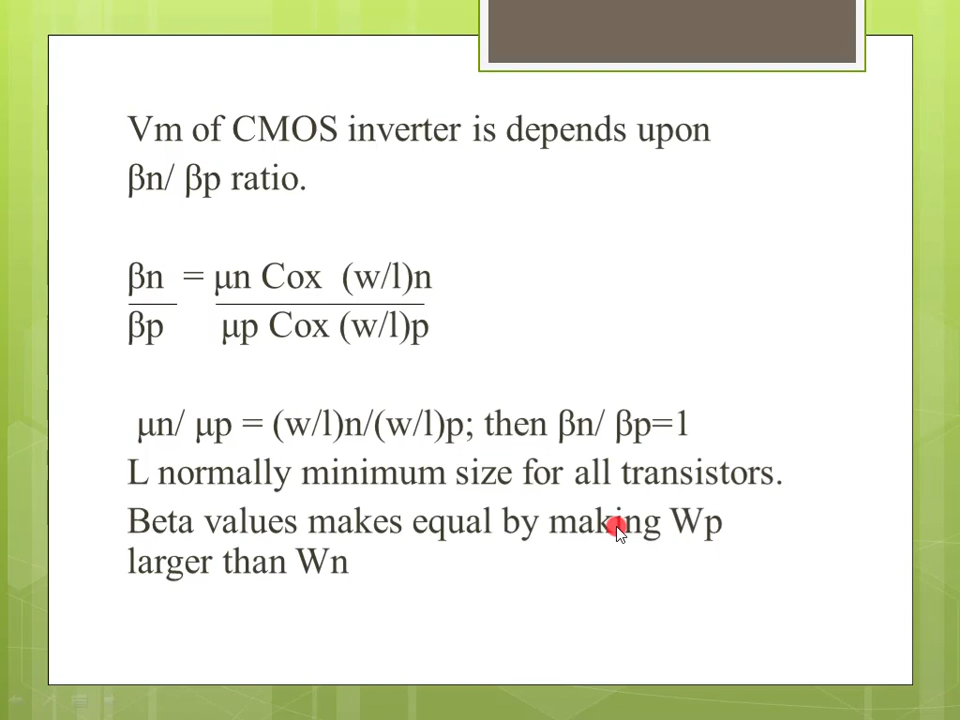 Vm of CMOS inverter is depends upon
βn/ βp ratio.
βn = μn Cox (w/l)n
βp μp Cox (w/l)p
μn/ μp = (w/l)n/(w/l)p; then βn/ βp=1
L normally minimum size for all transistors.
Beta values makes equal by making Wp
larger than Wn